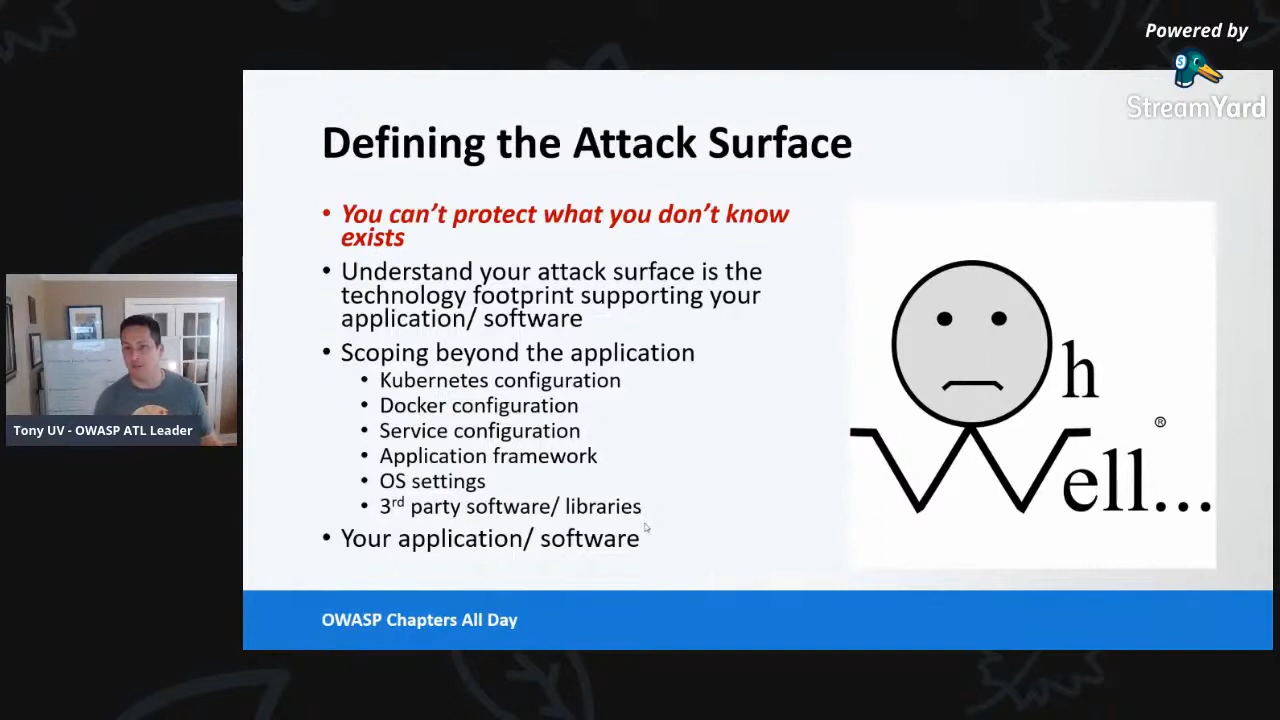 Powered by
StreamYard
Defining the Attack Surface
• You can’t protect what you don’t know
exists
• Understand your attack surface is the
technology footprint supporting your
application/ software
• Scoping beyond the application
• Kubernetes configuration
• Docker configuration
• Service configuration
• Application framework
• OS settings
• 3rd party software/ libraries
• Your application/ software
h
Well...
®
Tony UV - OWASP ATL Leader
OWASP Chapters All Day